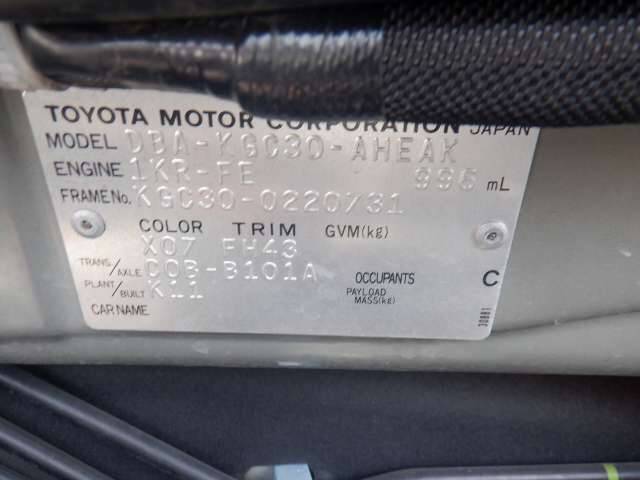 TOYOTA MOTOR CORPORATION JAPAN
MODEL DBA-KGC30-AHEAK
ENGINE 1KR-FE 996 mL
FRAME No. KGC30-0220731
COLOR TRIM GVM(kg)
X07 FH43
TRANS/AXLE C0B-B101A OCCUPANTS C
PLANT/BUILT K11 PAYLOAD MASS(kg)
CAR NAME
30881